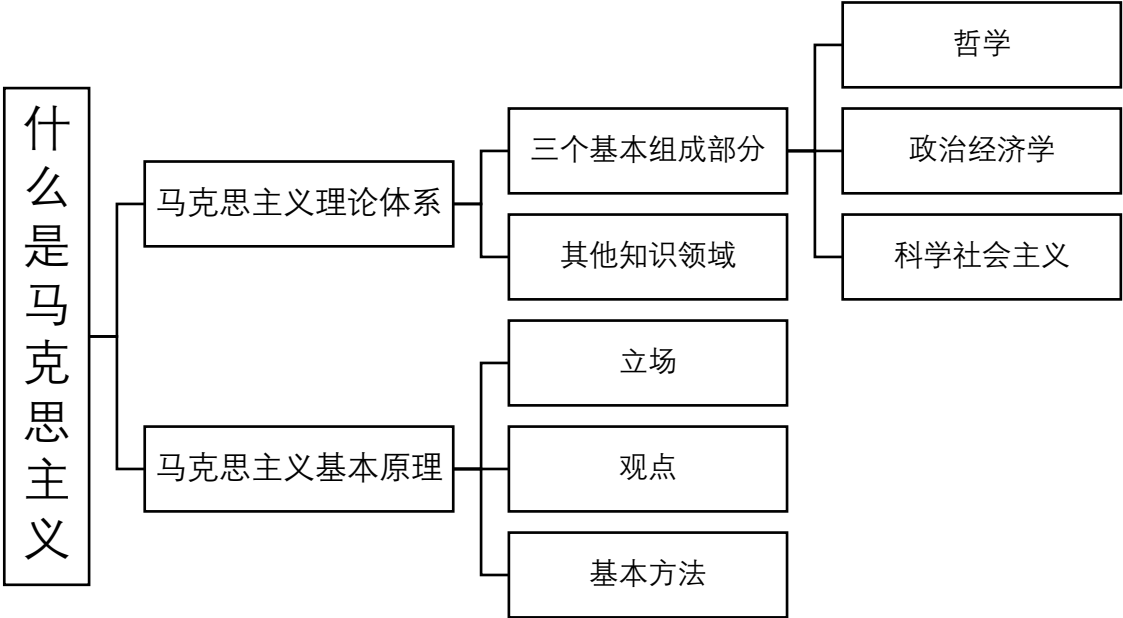 什么是马克思主义
马克思主义理论体系
三个基本组成部分
哲学
政治经济学
科学社会主义
其他知识领域
马克思主义基本原理
立场
观点
基本方法